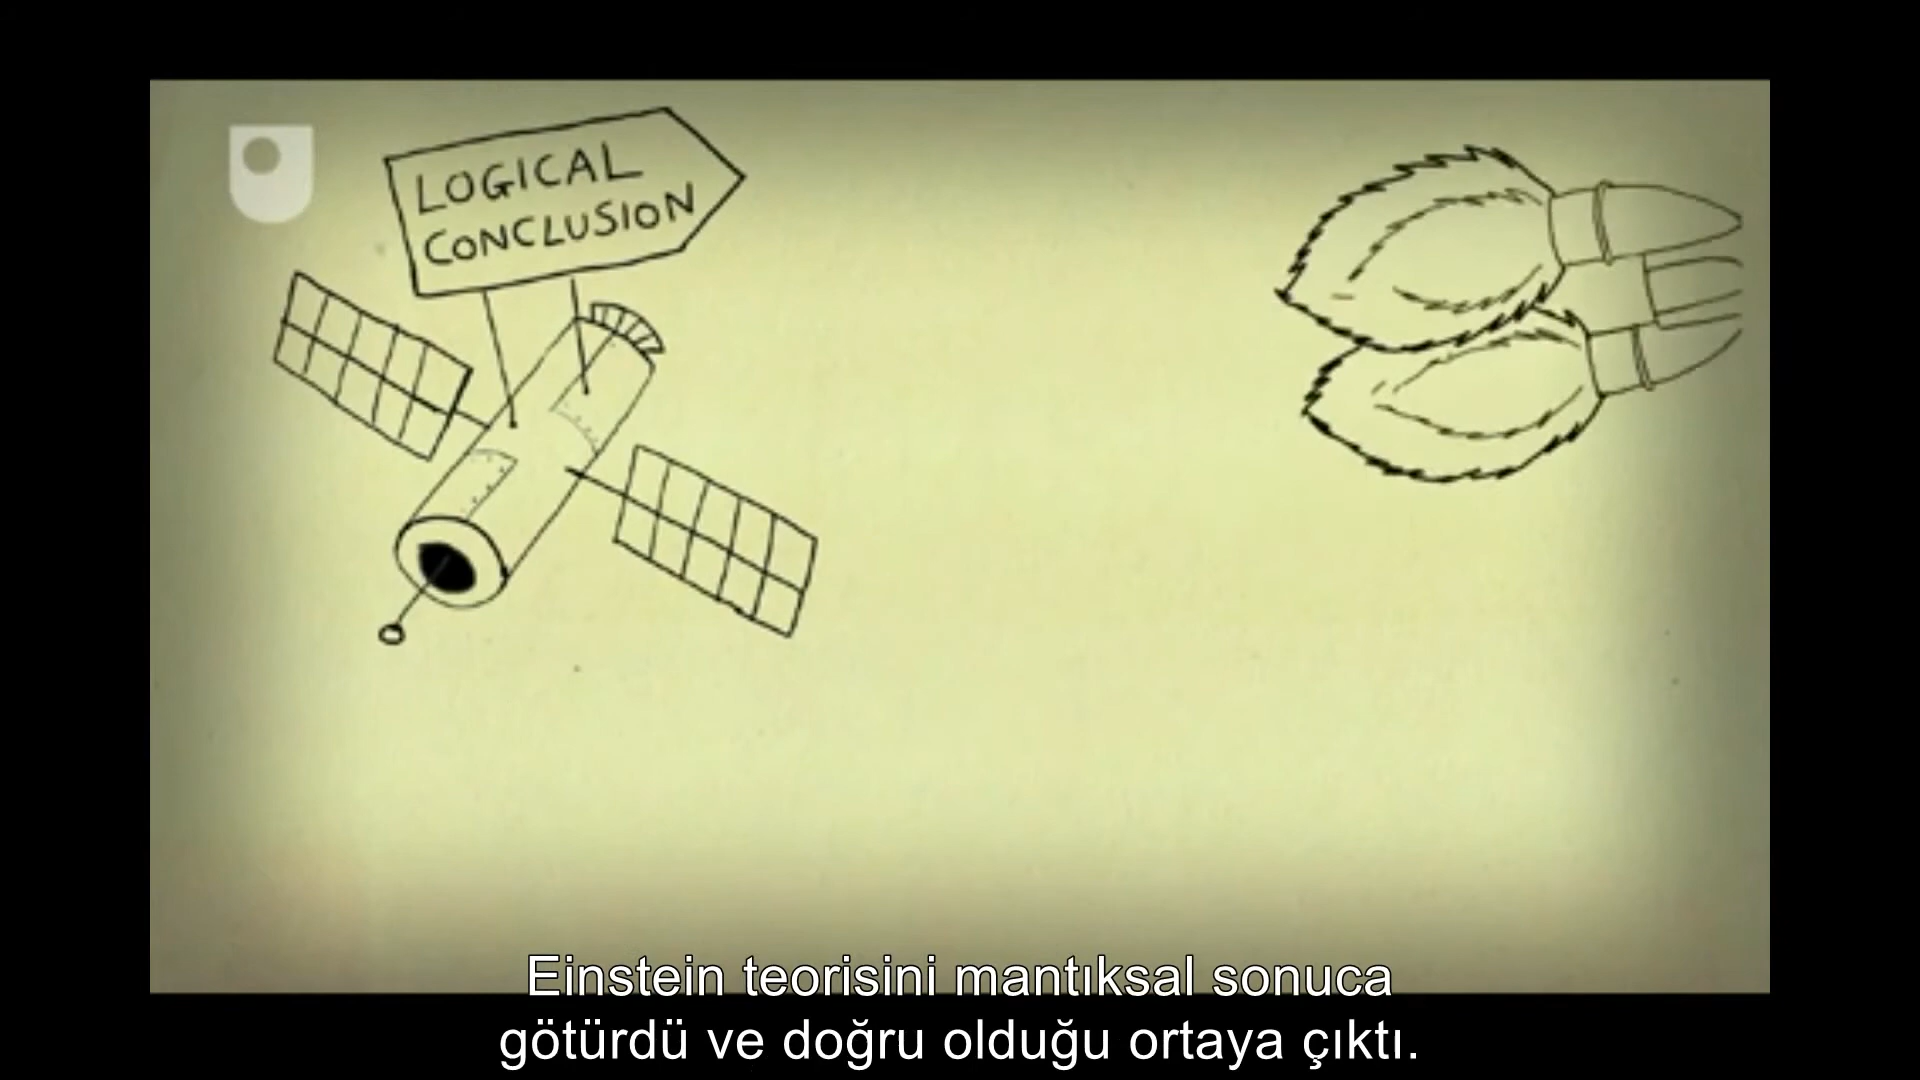 LOGICAL
CONCLUSION
Einstein teorisini mantıksal sonuca
götürdü ve doğru olduğu ortaya çıktı.